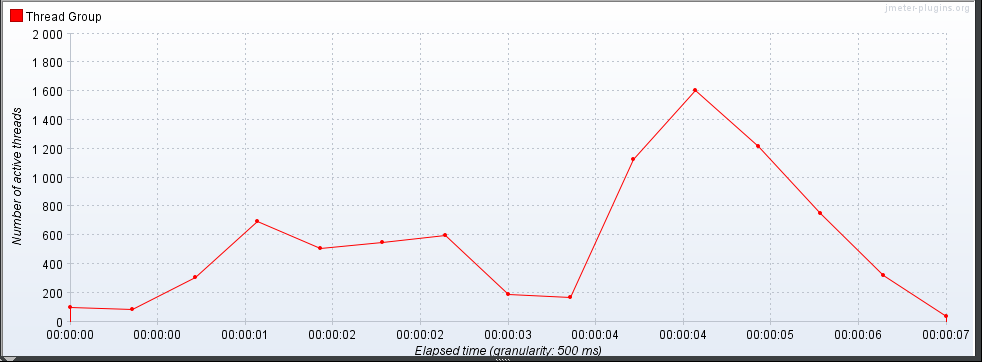 jmeter-plugins.org
Thread Group
Number of active threads
2 000
1 800
1 600
1 400
1 200
1 000
800
600
400
200
0
00:00:00 00:00:00 00:00:01 00:00:02 00:00:02 00:00:03 00:00:04 00:00:04 00:00:05 00:00:06 00:00:07
Elapsed time (granularity: 500 ms)